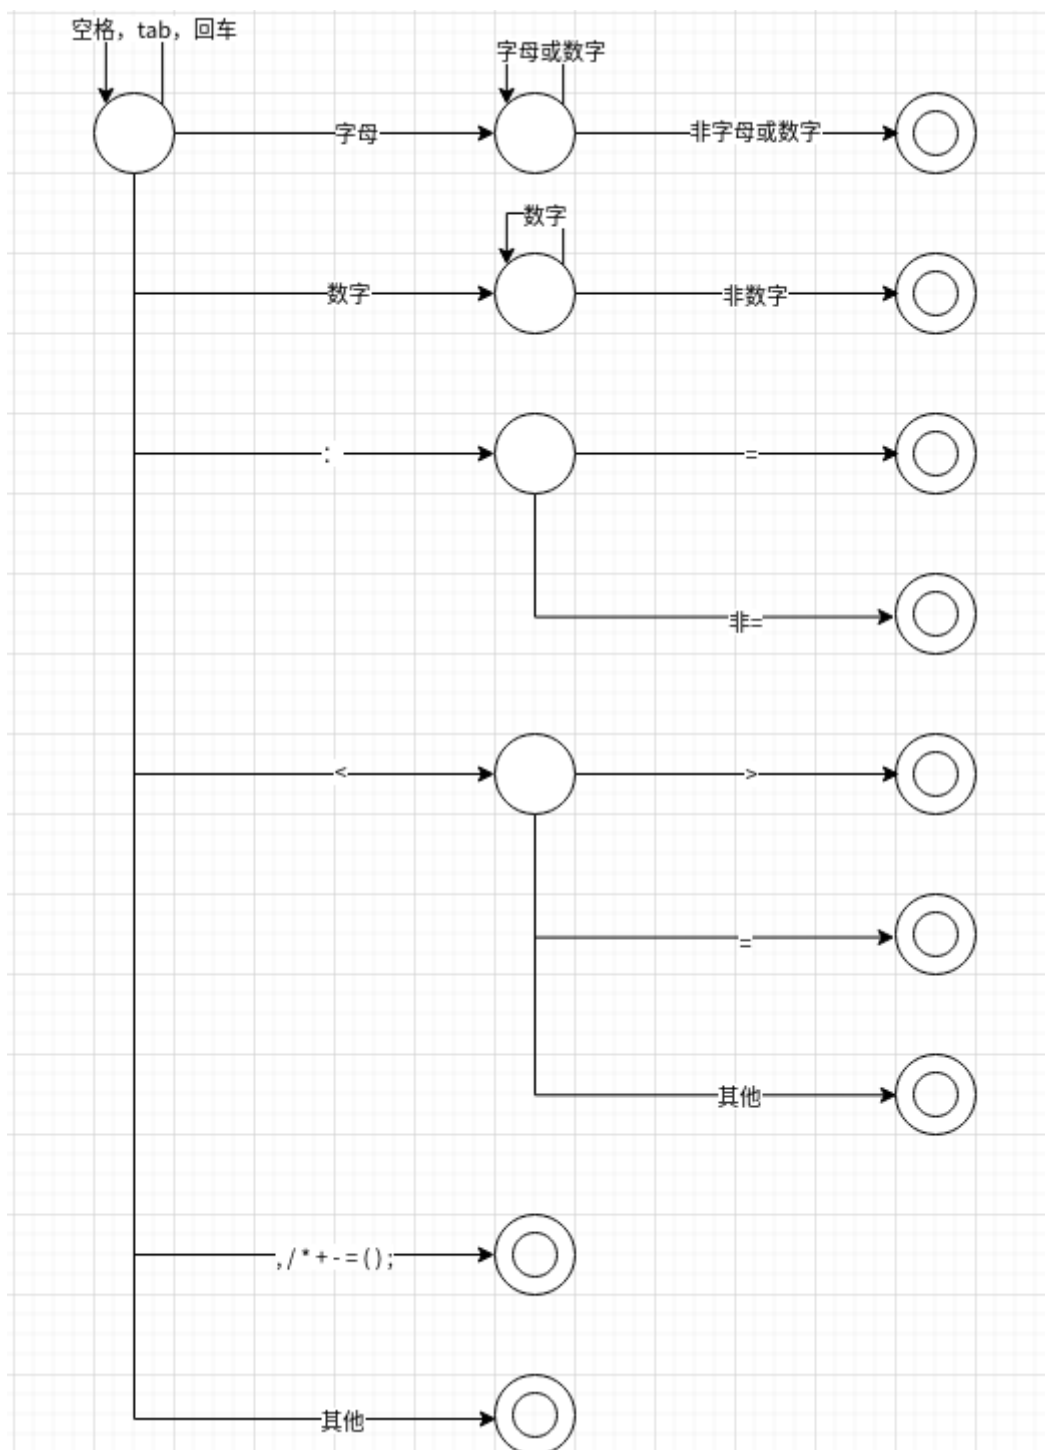 空格，tab，回车
字母或数字
字母
非字母或数字
数字
数字
非数字
：
=
非=
<
>
=
其他
, / * + - = ( ) ;
其他